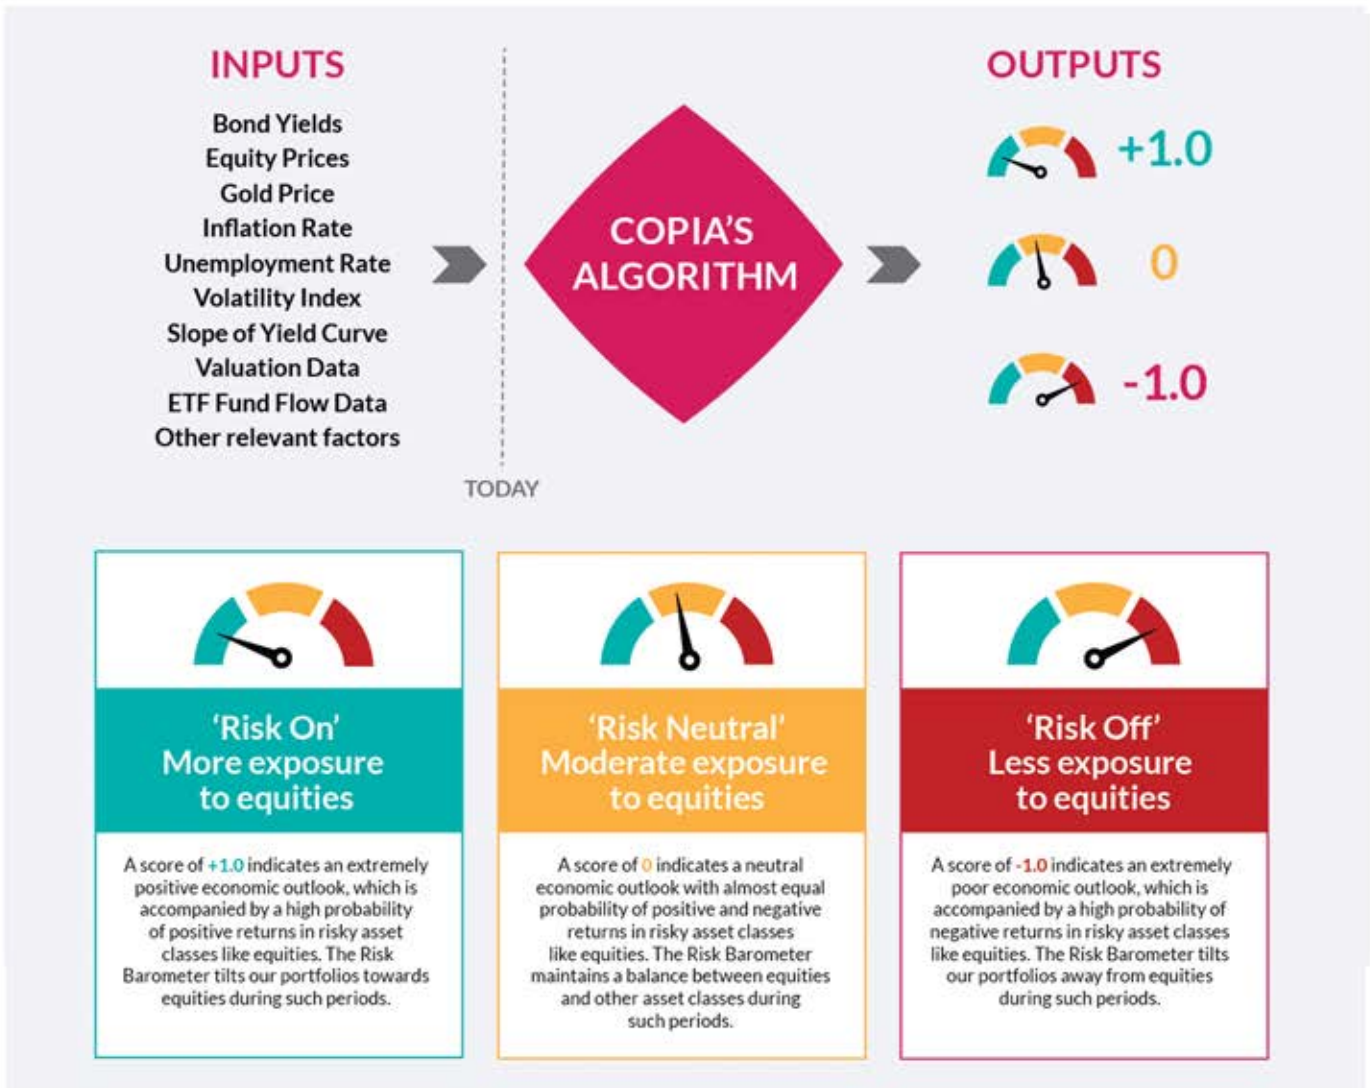 INPUTS
Bond Yields
Equity Prices
Gold Price
Inflation Rate
Unemployment Rate
Volatility Index
Slope of Yield Curve
Valuation Data
ETF Fund Flow Data
Other relevant factors
TODAY
COPIA'S
ALGORITHM
OUTPUTS
+1.0
0
-1.0
'Risk On'
More exposure
to equities
A score of +1.0 indicates an extremely
positive economic outlook, which is
accompanied by a high probability
of positive returns in risky asset
classes like equities. The Risk
Barometer tilts our portfolios towards
equities during such periods.
'Risk Neutral'
Moderate exposure
to equities
A score of 0 indicates a neutral
economic outlook with almost equal
probability of positive and negative
returns in risky asset classes
like equities. The Risk Barometer
maintains a balance between equities
and other asset classes during
such periods.
'Risk Off'
Less exposure
to equities
A score of -1.0 indicates an extremely
poor economic outlook, which is
accompanied by a high probability of
negative returns in risky asset classes
like equities. The Risk Barometer tilts
our portfolios away from equities
during such periods.